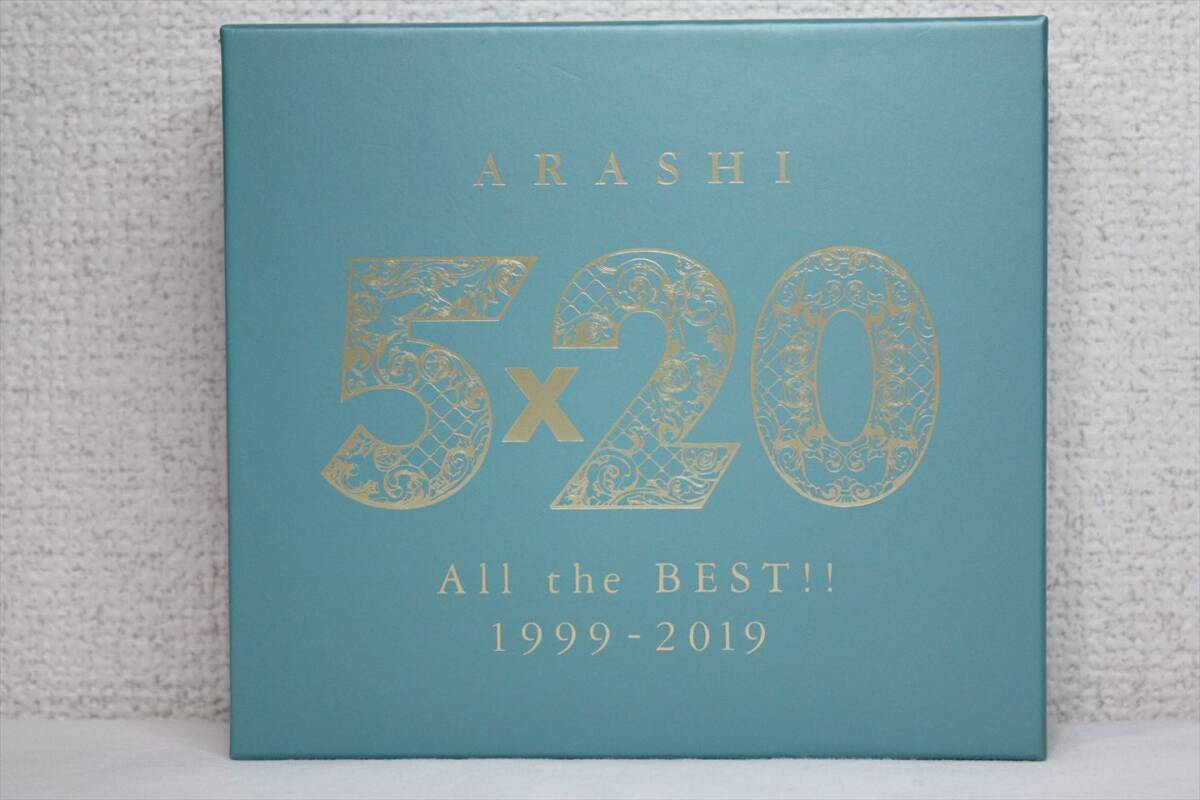 ARASHI
5x20
All the BEST!!
1999-2019